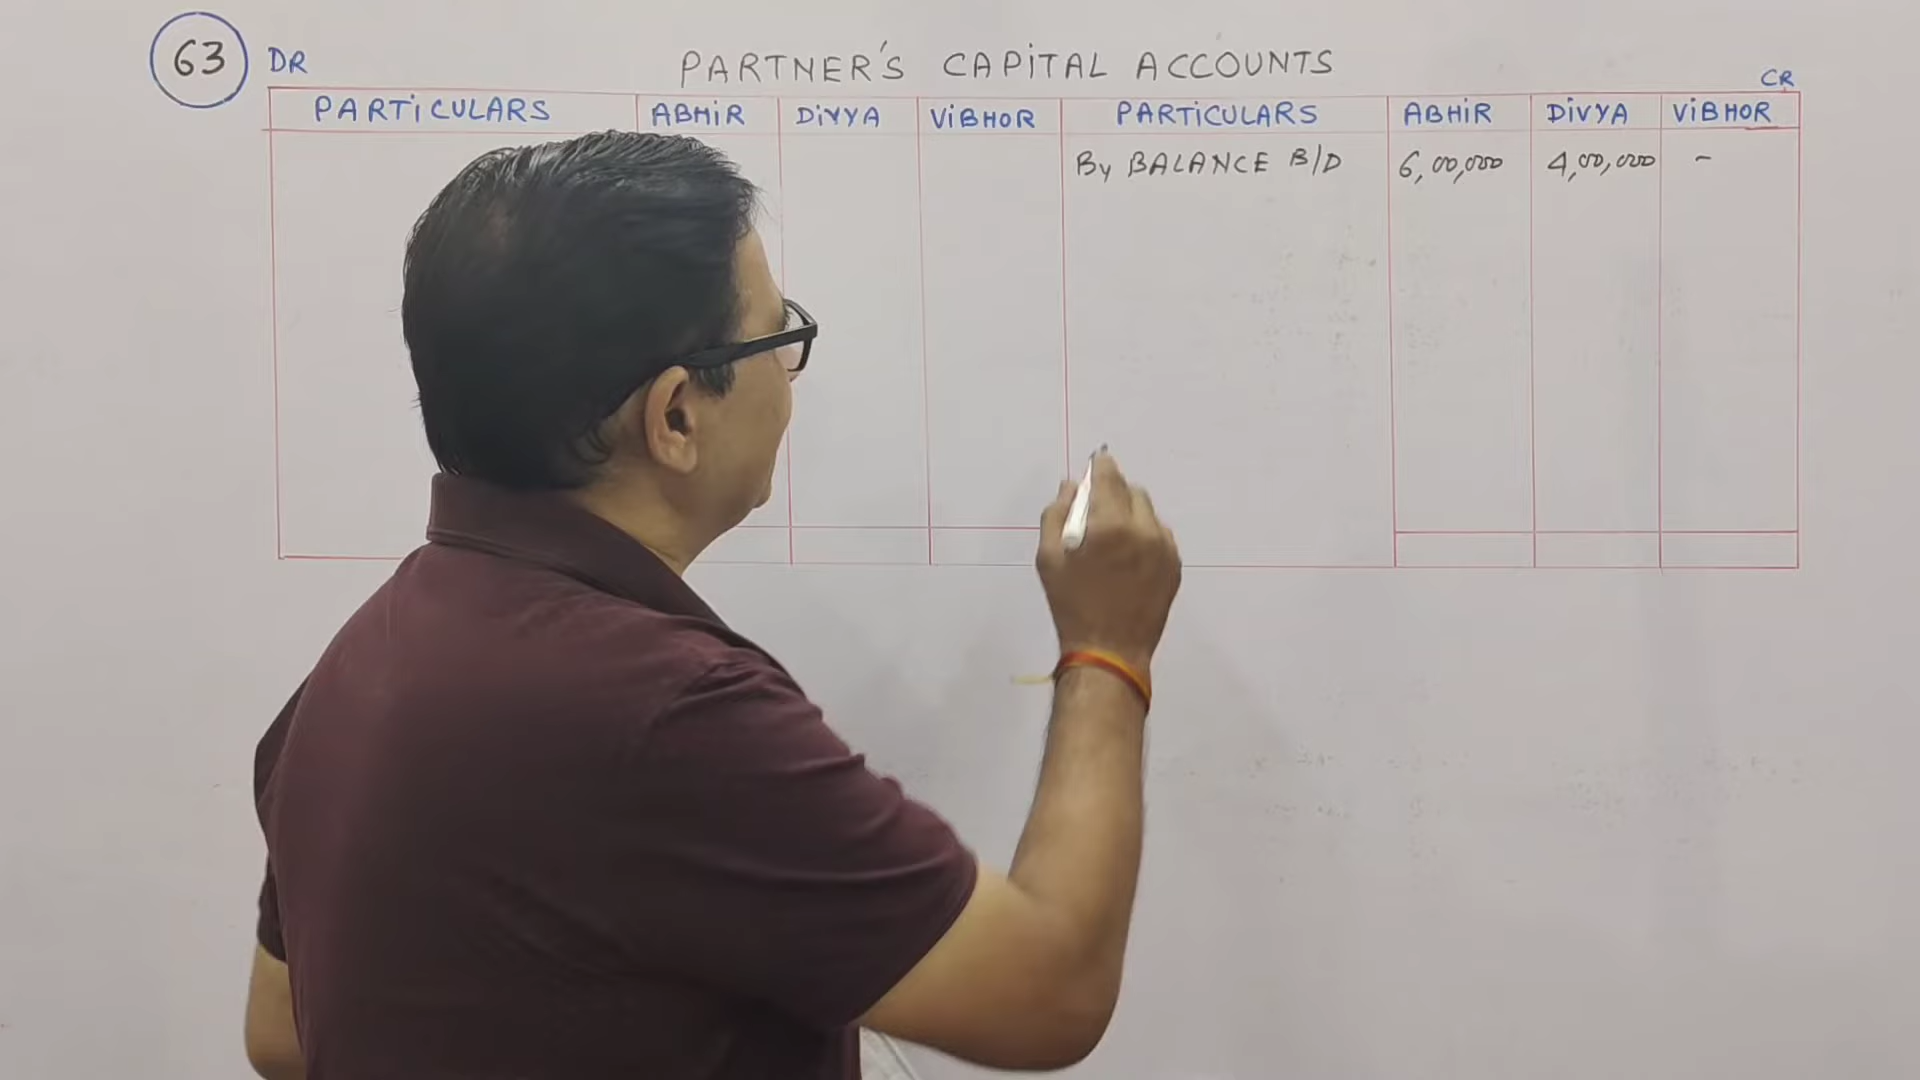 63 DR PARTNER'S CAPITAL ACCOUNTS CR
PARTICULARS ABHIR DIVYA VIBHOR PARTICULARS ABHIR DIVYA VIBHOR
By BALANCE B/D 6,00,000 4,00,000 -